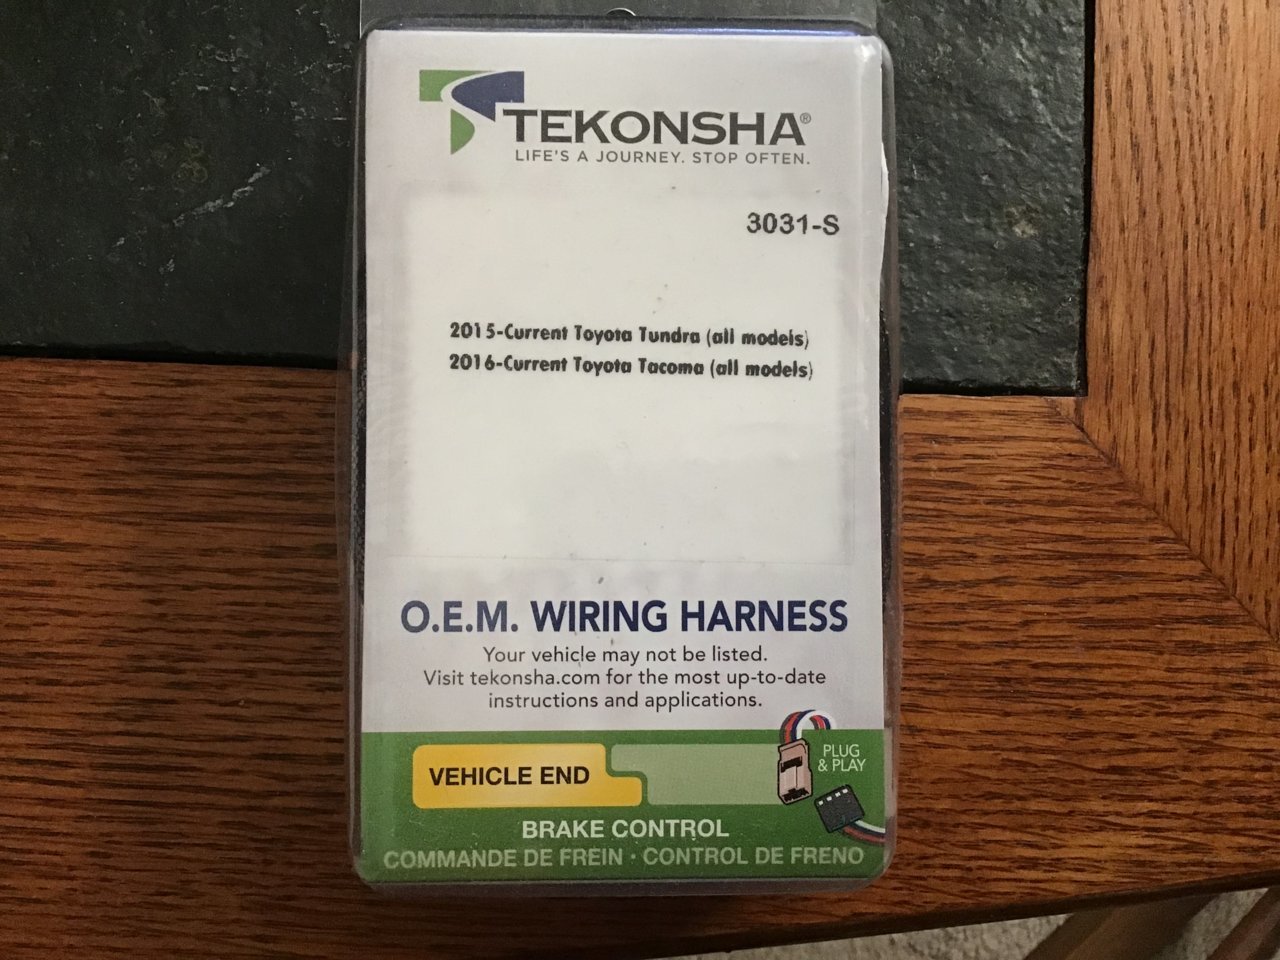 TEKONSHA®
LIFE'S A JOURNEY. STOP OFTEN.
3031-S
2015-Current Toyota Tundra (all models)
2016-Current Toyota Tacoma (all models)
O.E.M. WIRING HARNESS
Your vehicle may not be listed.
Visit tekonsha.com for the most up-to-date
instructions and applications.
VEHICLE END
PLUG
& PLAY
BRAKE CONTROL
COMMANDE DE FREIN · CONTROL DE FRENO